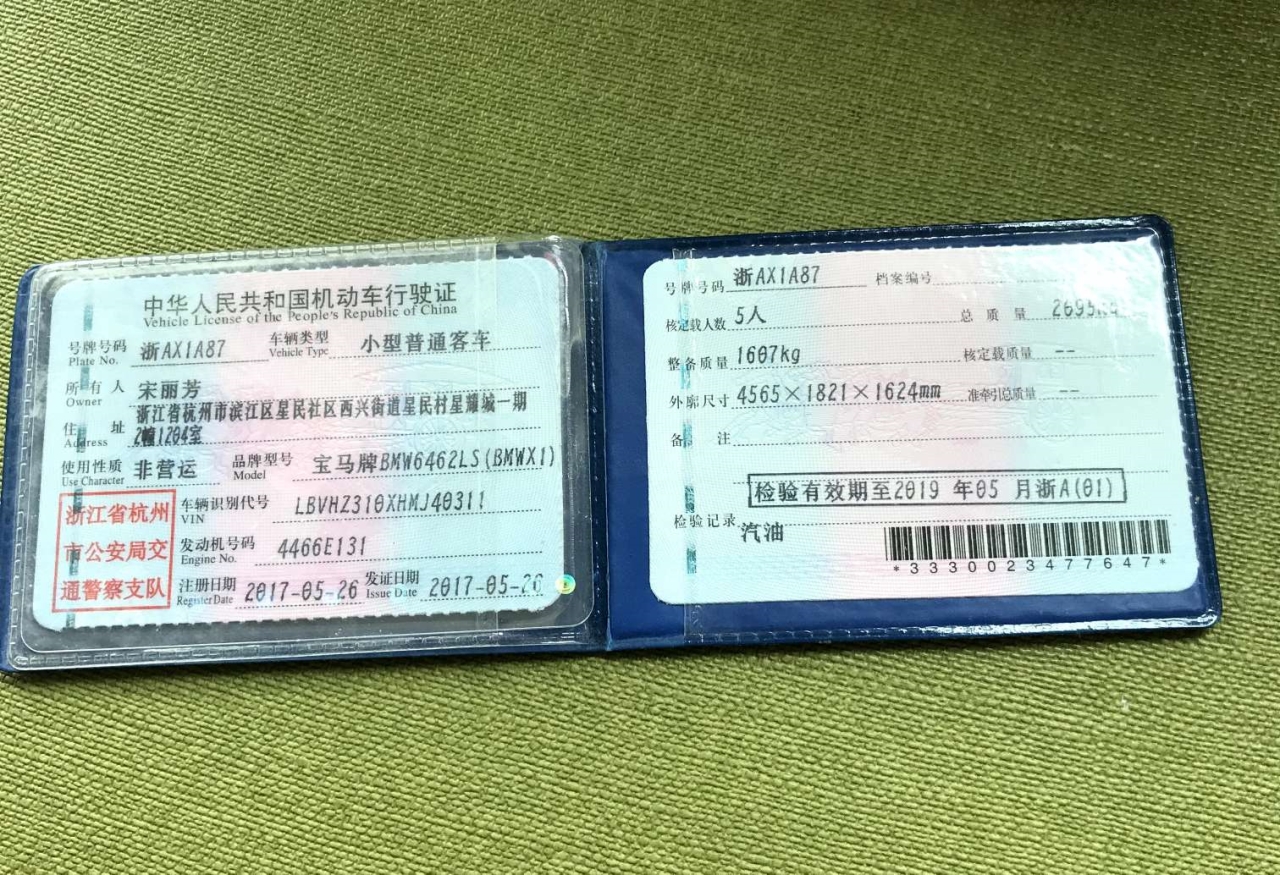 中华人民共和国机动车行驶证
Vehicle License of the People's Republic of China
号牌号码 浙AX1A87 车辆类型 小型普通客车
Plate No. Vehicle Type
所有人 宋丽芳
Owner
浙江省杭州市滨江区星民社区西兴街道星民村星耀城一期
住址 2幢1204室
Address
使用性质 非营运 品牌型号 宝马牌BMW6462LS(BMWX1)
Use Character Model
浙江省杭州
市公安局交
通警察支队
车辆识别代号 LBVHZ310XHMJ40311
VIN
发动机号码 4466E131
Engine No.
注册日期 2017-05-26 发证日期 2017-05-26
Register Date Issue Date
号牌号码 浙AX1A87 档案编号
核定载人数 5人 总质量 2695kg
整备质量 1607kg 核定载质量 --
外廓尺寸 4565×1821×1624mm 准牵引总质量 --
备注
检验有效期至2019 年05 月浙A(01)
检验记录
汽油
*3330023477647*